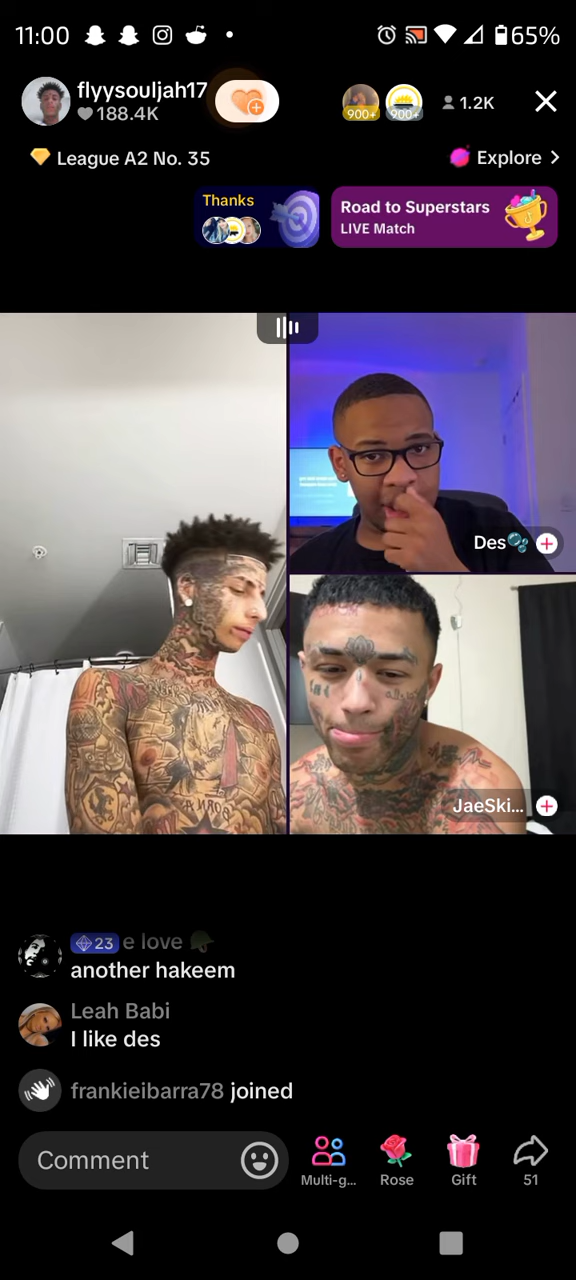 11:00
65%
flyysouljah17
188.4K
900+
900+
1.2K
League A2 No. 35
Explore
Thanks
Road to Superstars
LIVE Match
Des
JaeSki...
23 e love
another hakeem
Leah Babi
I like des
frankieibarra78 joined
Comment
Multi-g...
Rose
Gift
51